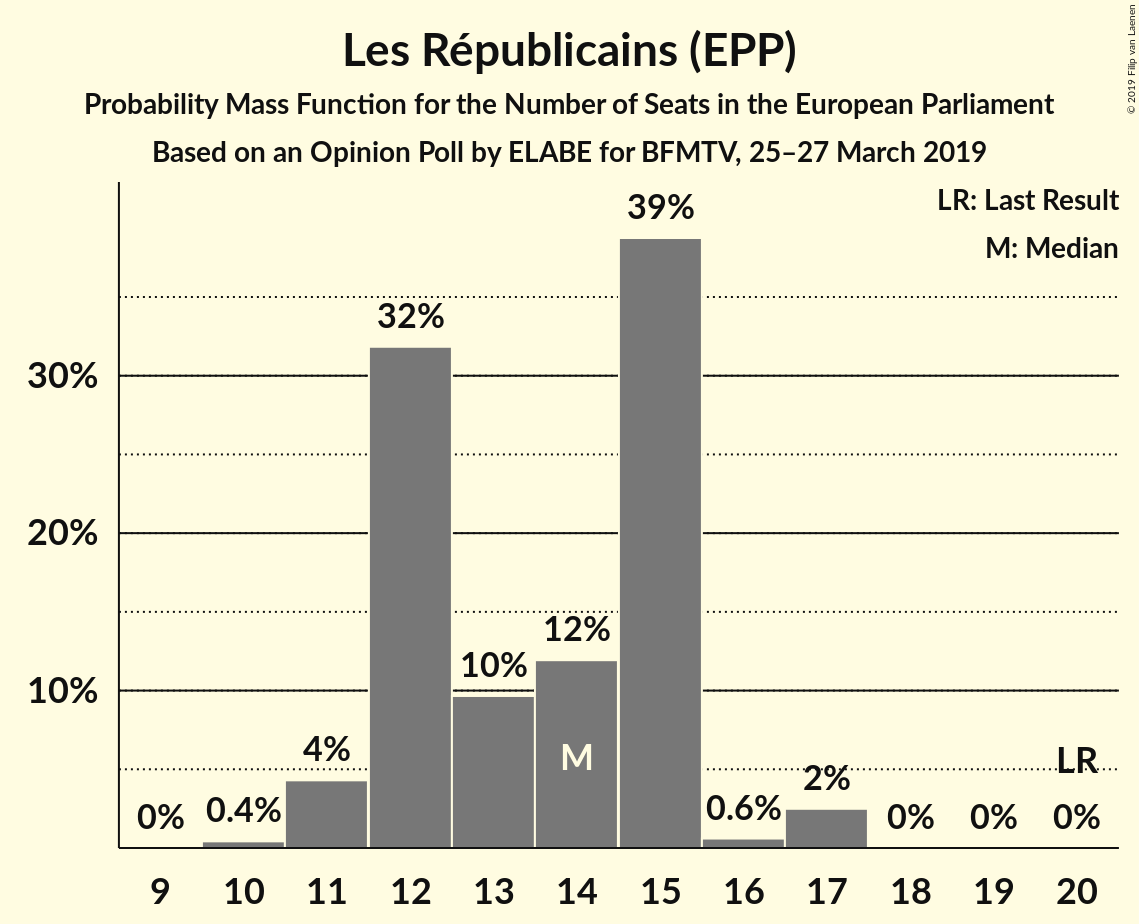 Les Républicains (EPP)
Probability Mass Function for the Number of Seats in the European Parliament
Based on an Opinion Poll by ELABE for BFMTV, 25–27 March 2019
© 2019 Filip van Laenen
LR: Last Result
M: Median
39%
32%
30%
20%
12%
10%
10%
M
4%
LR
2%
0%
0.4%
0.6%
0%
0%
0%
9 10 11 12 13 14 15 16 17 18 19 20